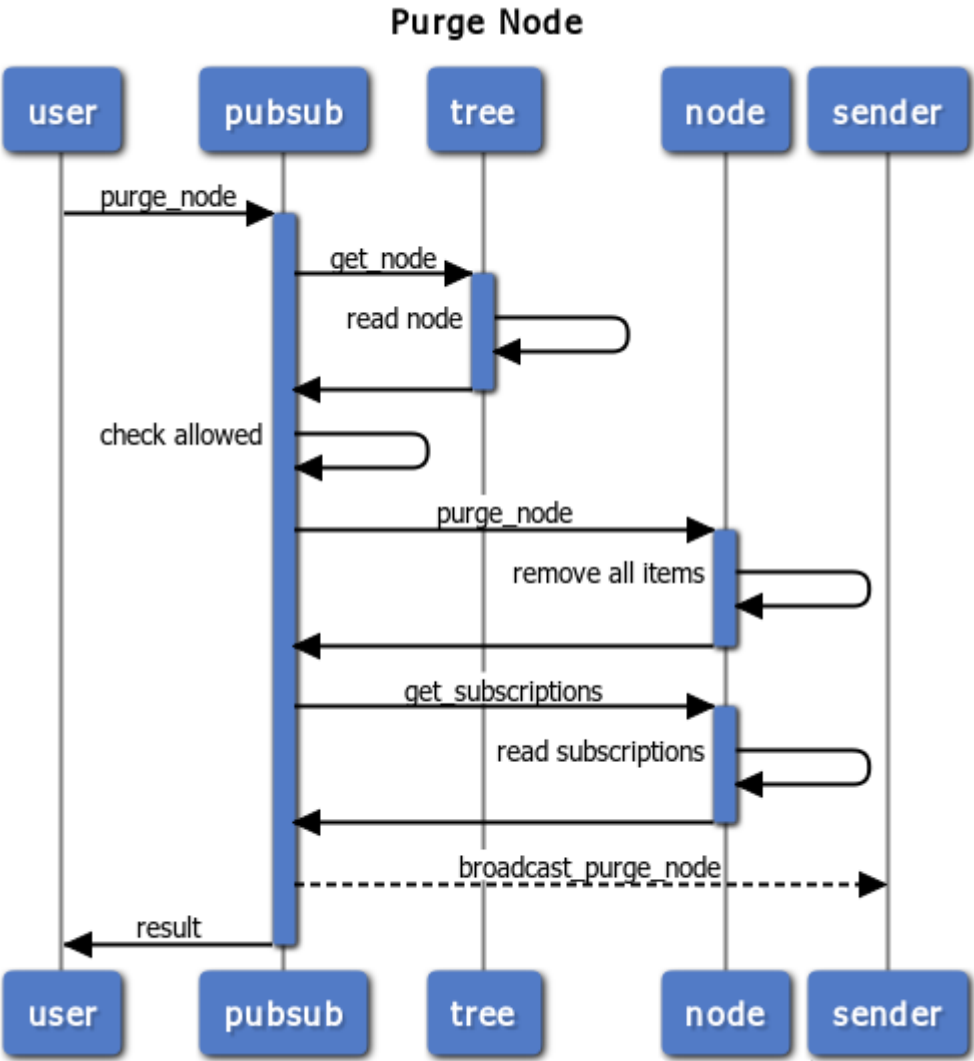 Purge Node
user pubsub tree node sender
purge_node
get_node
read node
check allowed
purge_node
remove all items
get_subscriptions
read subscriptions
broadcast_purge_node
result
user pubsub tree node sender